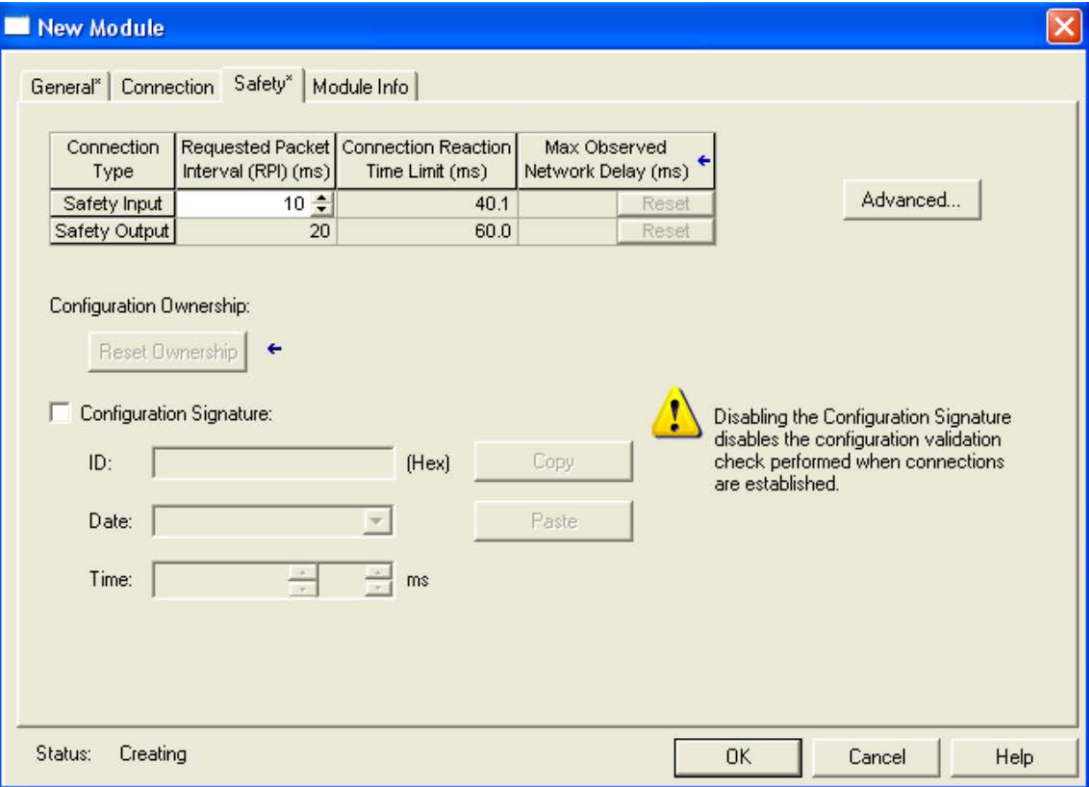 New Module
General* Connection Safety* Module Info
Connection Type Requested Packet Interval (RPI) (ms) Connection Reaction Time Limit (ms) Max Observed Network Delay (ms)
Safety Input 10 40.1 Reset
Safety Output 20 60.0 Reset
Advanced...
Configuration Ownership:
Reset Ownership
Configuration Signature:
ID: (Hex) Copy
Date: Paste
Time: ms
Disabling the Configuration Signature
disables the configuration validation
check performed when connections
are established.
Status: Creating
OK Cancel Help